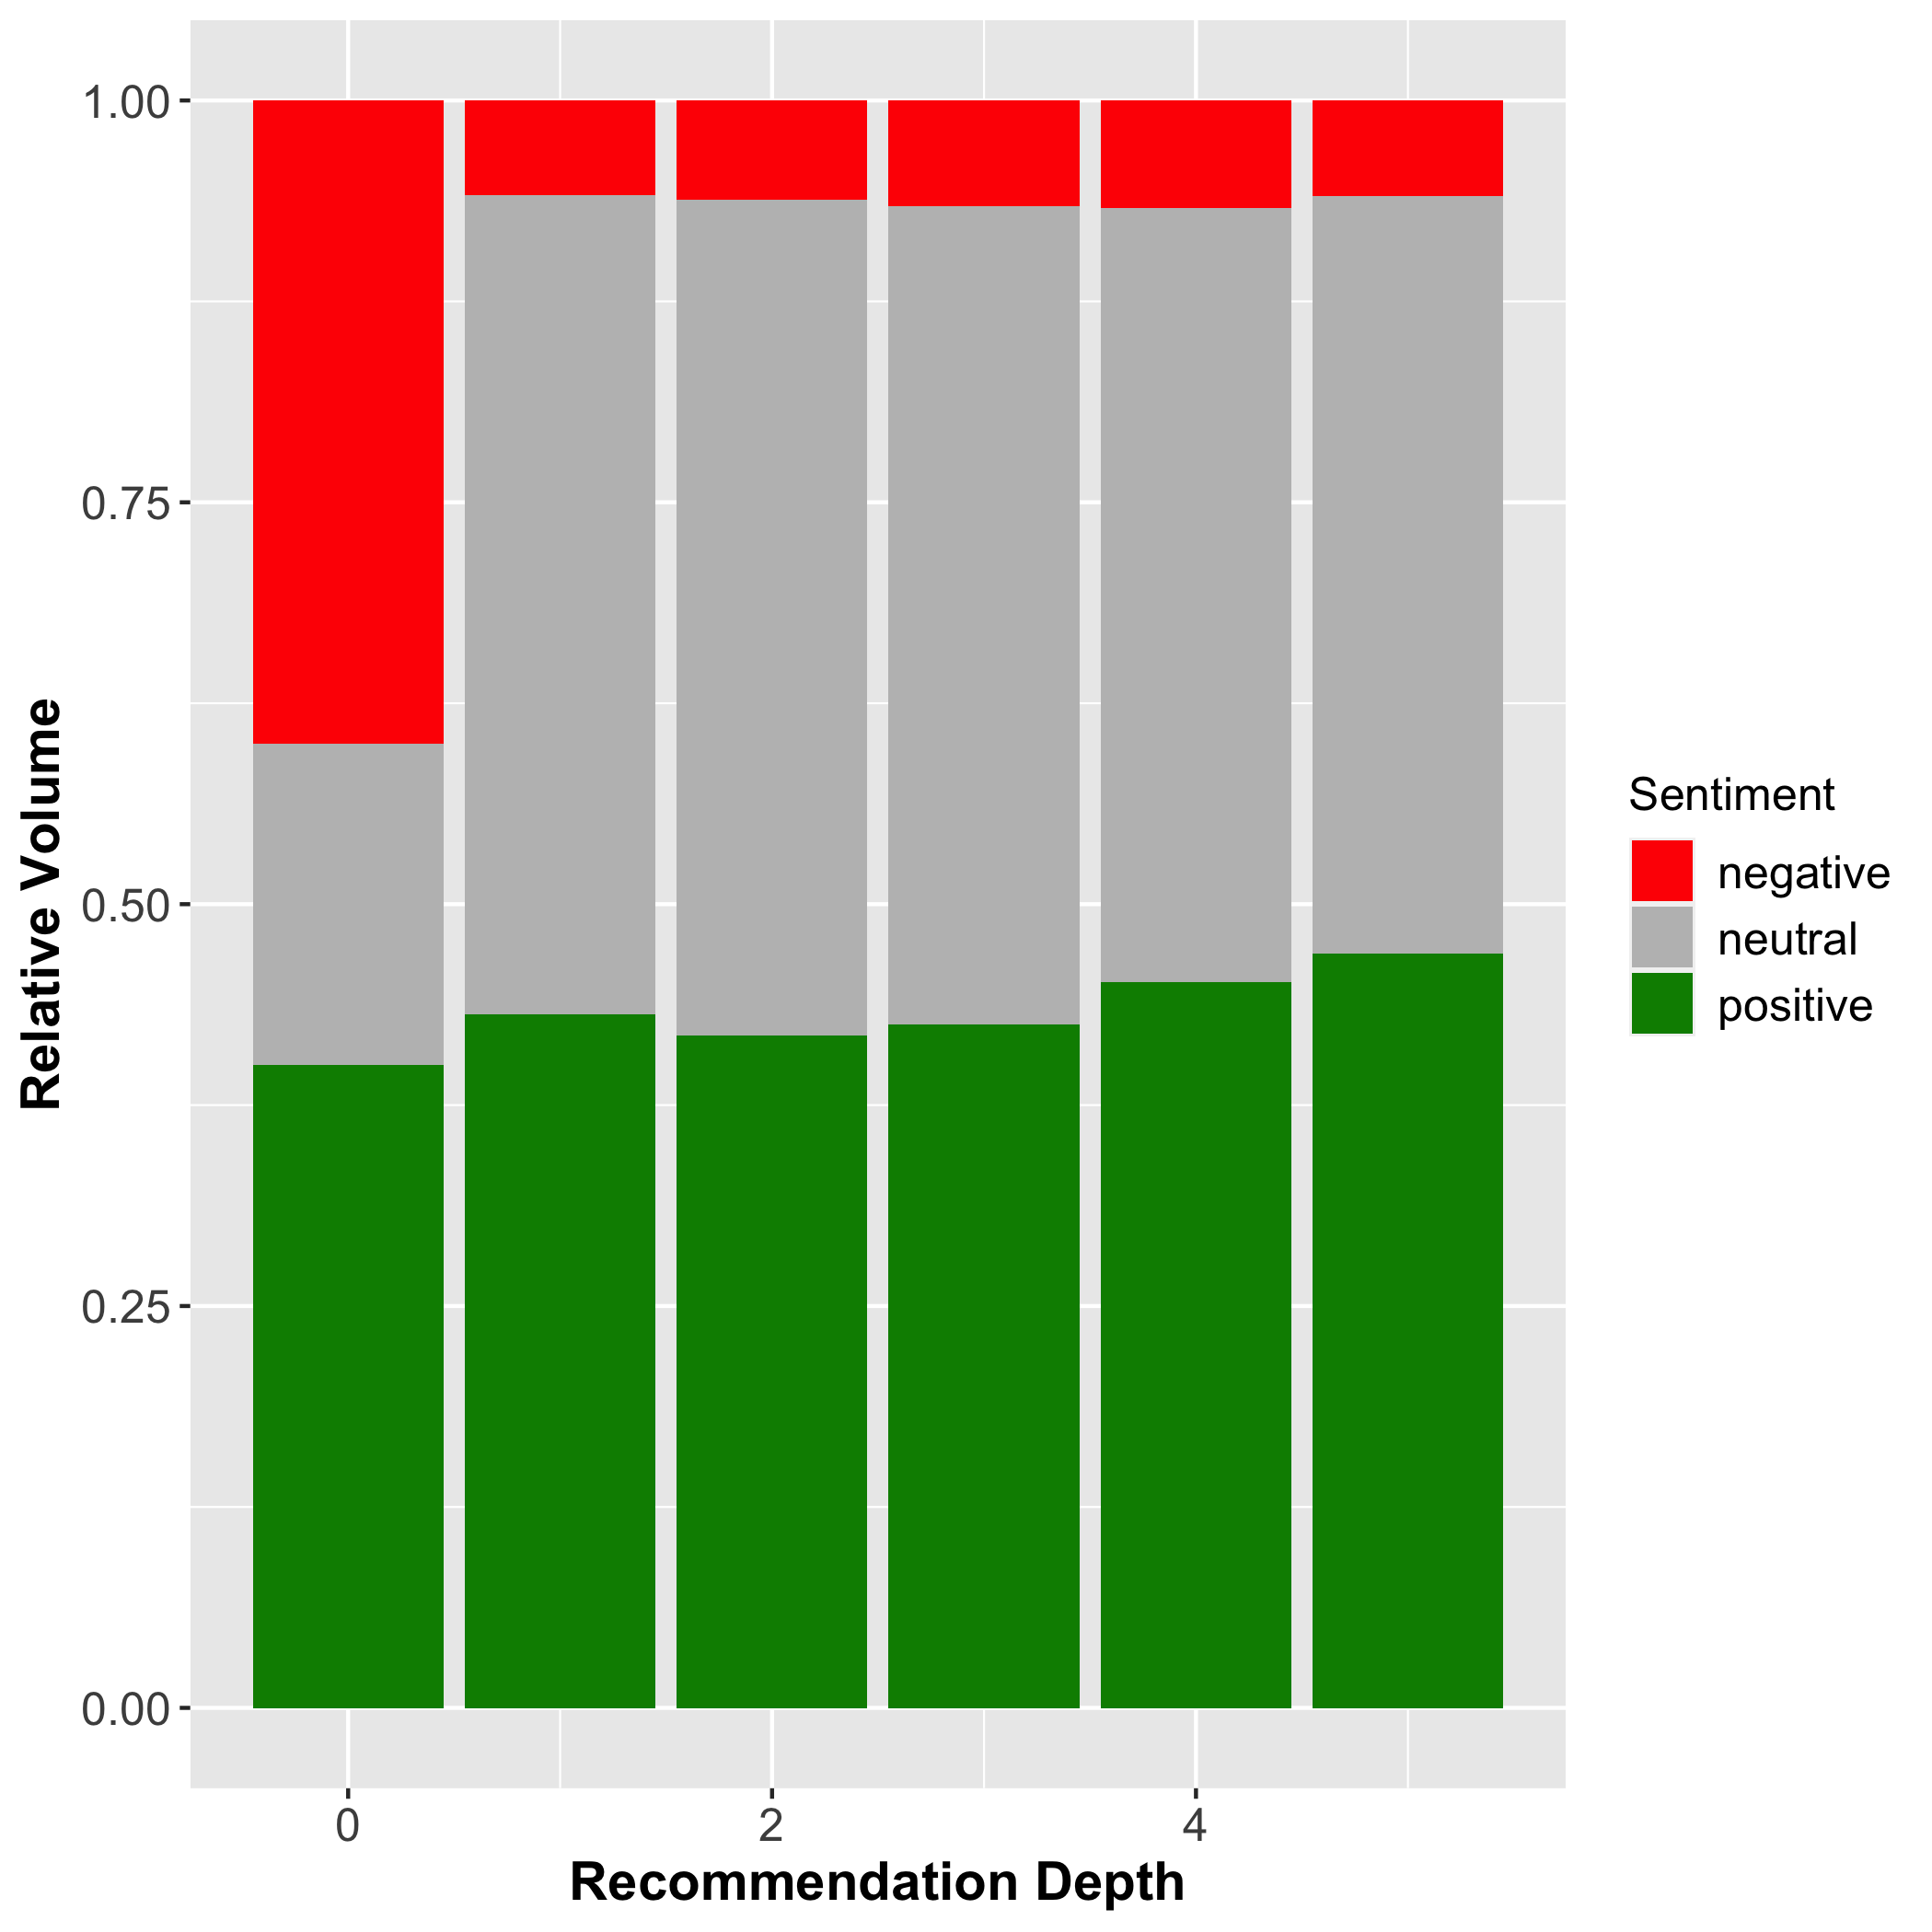 1.00
0.75
0.50
0.25
0.00
Relative Volume
0
2
4
Recommendation Depth
Sentiment
negative
neutral
positive